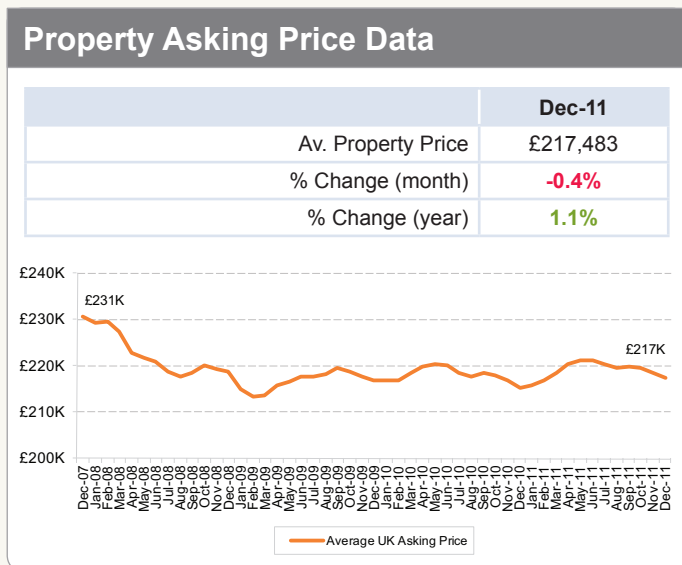 Property Asking Price Data
Dec-11
Av. Property Price £217,483
% Change (month) -0.4%
% Change (year) 1.1%
£240K
£230K
£220K
£210K
£200K
£231K
£217K
Dec-07
Jan-08
Feb-08
Mar-08
Apr-08
May-08
Jun-08
Jul-08
Aug-08
Sep-08
Oct-08
Nov-08
Dec-08
Jan-09
Feb-09
Mar-09
Apr-09
May-09
Jun-09
Jul-09
Aug-09
Sep-09
Oct-09
Nov-09
Dec-09
Jan-10
Feb-10
Mar-10
Apr-10
May-10
Jun-10
Jul-10
Aug-10
Sep-10
Oct-10
Nov-10
Dec-10
Jan-11
Feb-11
Mar-11
Apr-11
May-11
Jun-11
Jul-11
Aug-11
Sep-11
Oct-11
Nov-11
Dec-11
Average UK Asking Price